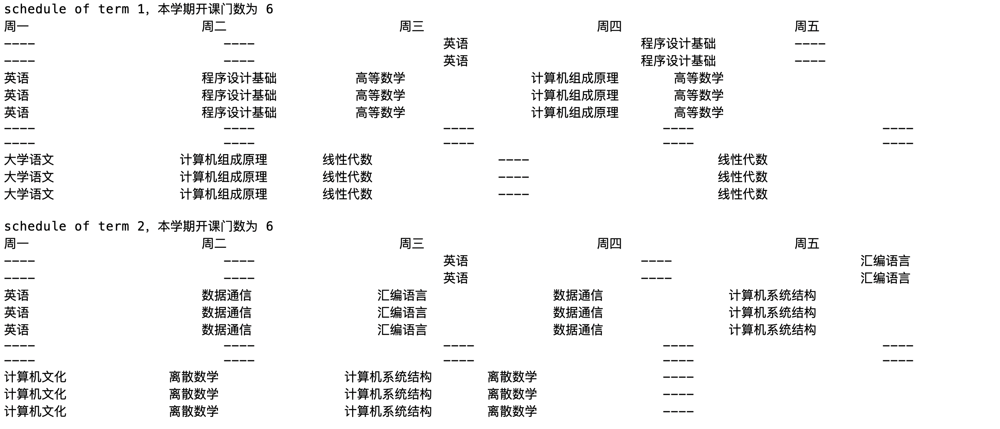 schedule of term 1，本学期开课门数为 6
周一 周二 周三 周四 周五
---- ---- 英语 程序设计基础 ----
---- ---- 英语 程序设计基础 ----
英语 程序设计基础 高等数学 计算机组成原理 高等数学
英语 程序设计基础 高等数学 计算机组成原理 高等数学
英语 程序设计基础 高等数学 计算机组成原理 高等数学
---- ---- ---- ---- ----
---- ---- ---- ---- ----
大学语文 计算机组成原理 线性代数 ---- 线性代数
大学语文 计算机组成原理 线性代数 ---- 线性代数
大学语文 计算机组成原理 线性代数 ---- 线性代数
schedule of term 2，本学期开课门数为 6
周一 周二 周三 周四 周五
---- ---- 英语 ---- 汇编语言
---- ---- 英语 ---- 汇编语言
英语 数据通信 汇编语言 数据通信 计算机系统结构
英语 数据通信 汇编语言 数据通信 计算机系统结构
英语 数据通信 汇编语言 数据通信 计算机系统结构
---- ---- ---- ---- ----
---- ---- ---- ---- ----
计算机文化 离散数学 计算机系统结构 离散数学 ----
计算机文化 离散数学 计算机系统结构 离散数学 ----
计算机文化 离散数学 计算机系统结构 离散数学 ----